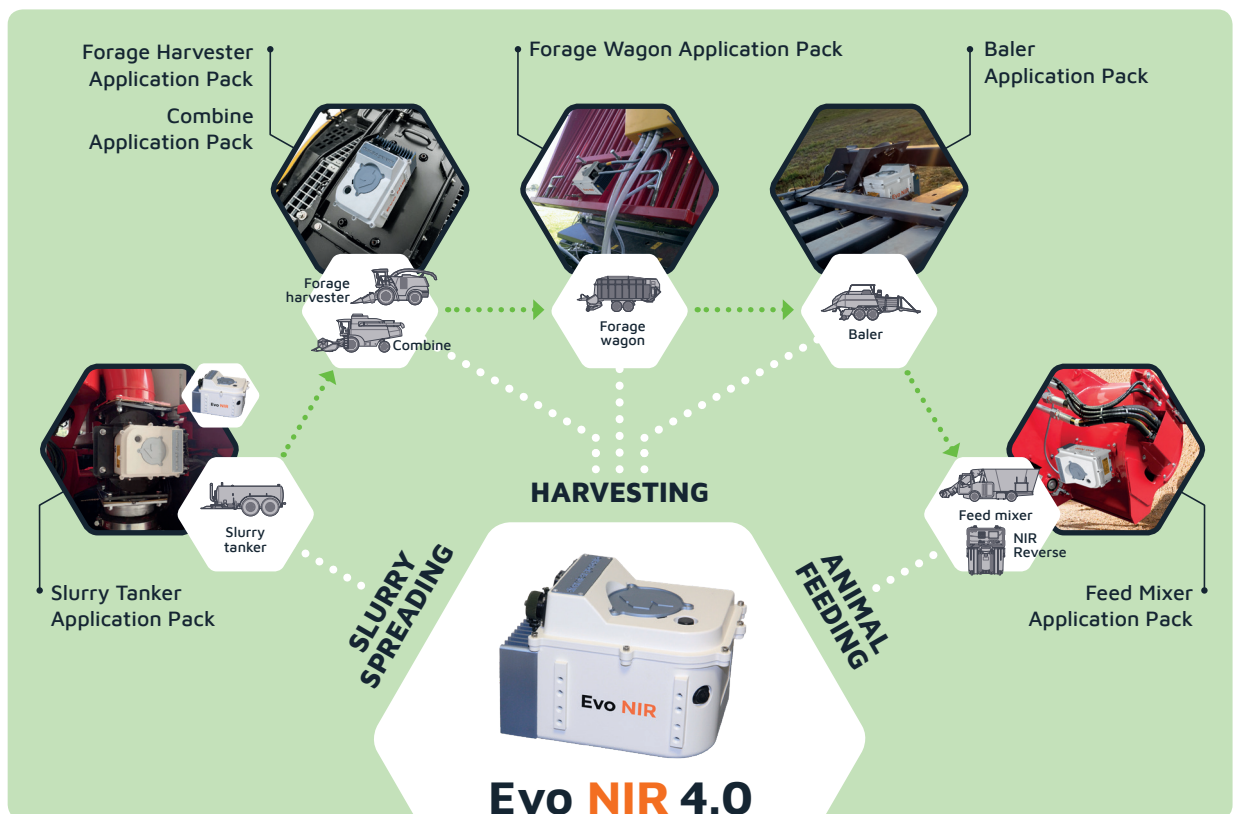 Forage Harvester
Application Pack
Combine
Application Pack
Forage Wagon Application Pack
Baler
Application Pack
Forage
harvester
Combine
Forage
wagon
Baler
Evo NIR
Slurry
tanker
Slurry Tanker
Application Pack
HARVESTING
SLURRY
SPREADING
ANIMAL
FEEDING
Feed mixer
NIR
Reverse
Feed Mixer
Application Pack
Evo NIR
Evo NIR 4.0